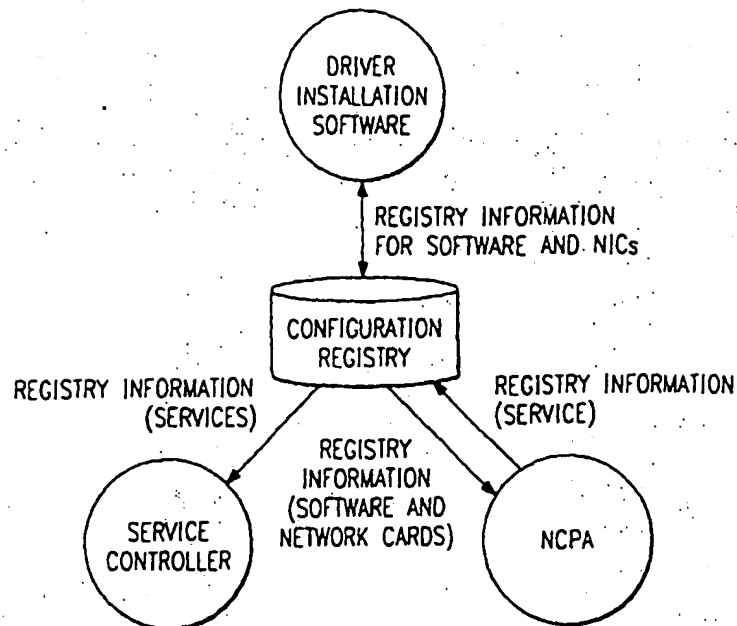 DRIVER
INSTALLATION
SOFTWARE
REGISTRY INFORMATION
FOR SOFTWARE AND NICs
CONFIGURATION
REGISTRY
REGISTRY INFORMATION
(SERVICES)
REGISTRY INFORMATION
(SERVICE)
REGISTRY
INFORMATION
(SOFTWARE AND
NETWORK CARDS)
SERVICE
CONTROLLER
NCPA